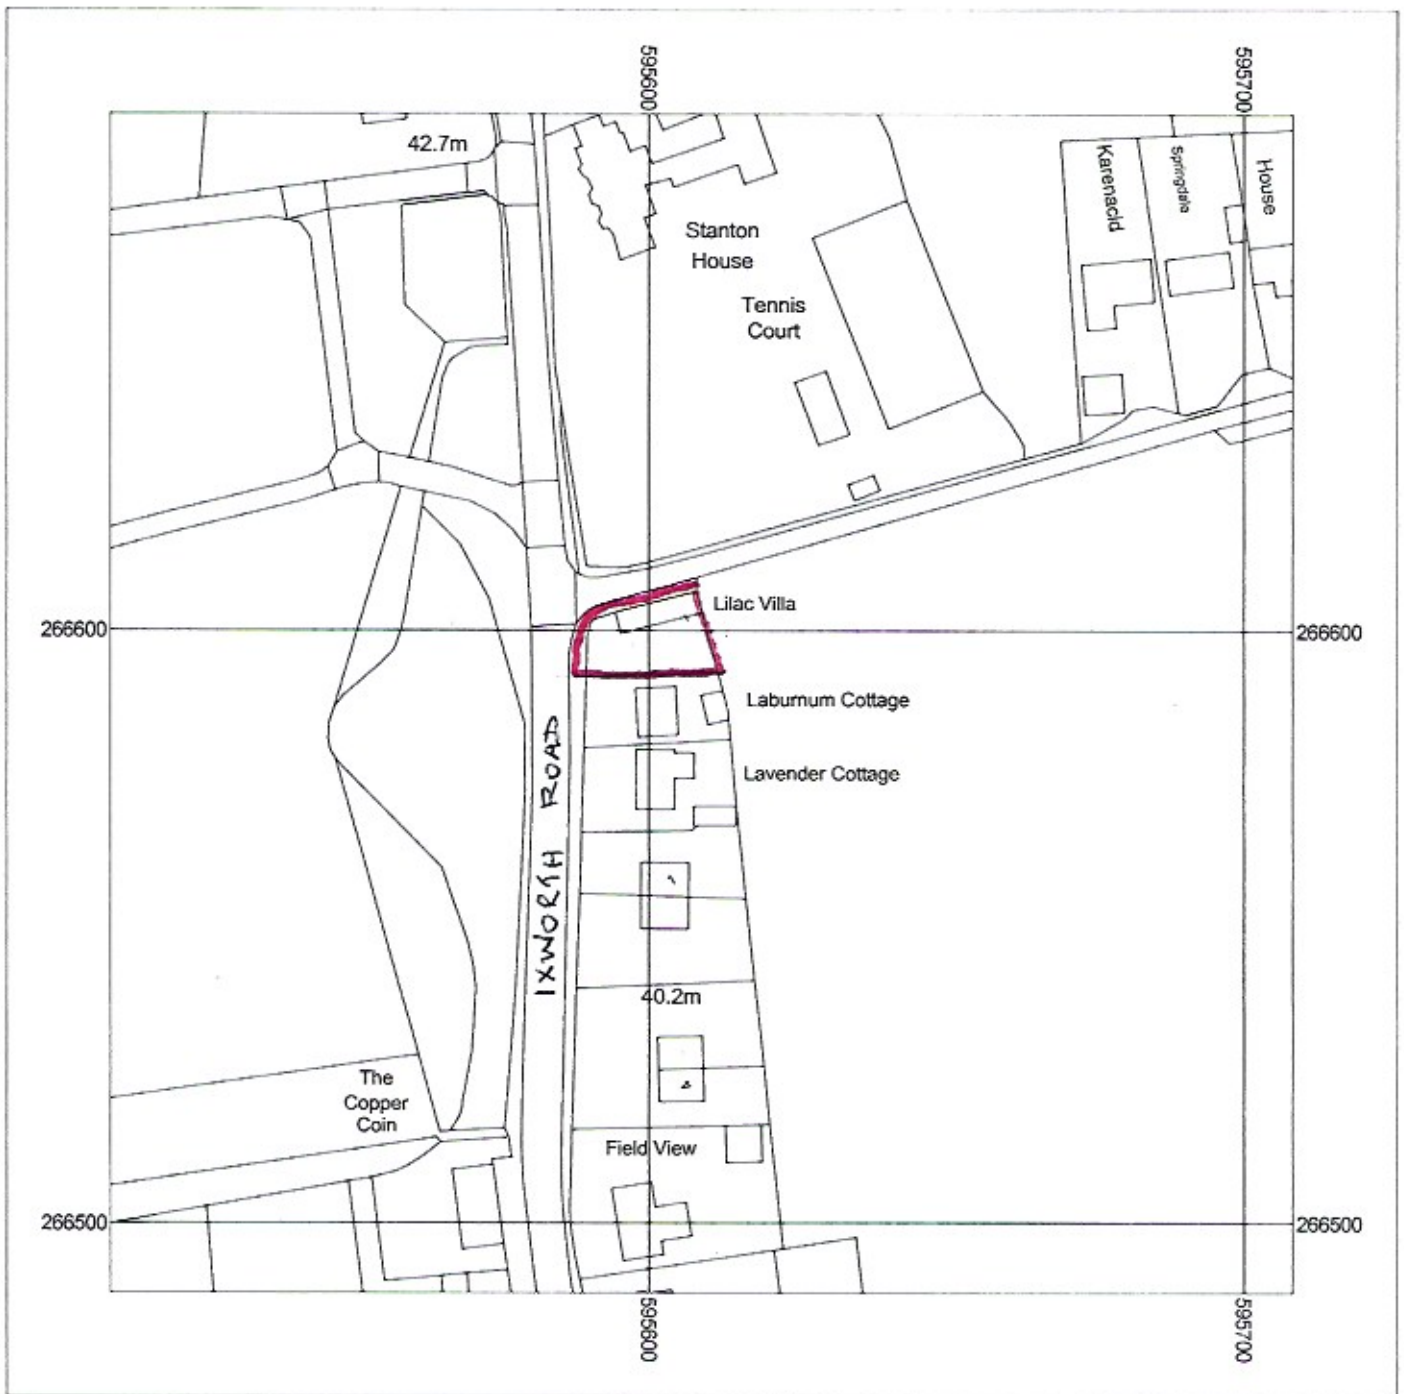 595600
595700
42.7m
Karenacid
Springdale
House
Stanton
House
Tennis
Court
Lilac Villa
266600
266600
Laburnum Cottage
IXWORTH ROAD
Lavender Cottage
40.2m
The
Copper
Coin
Field View
266500
266500
595600
595700